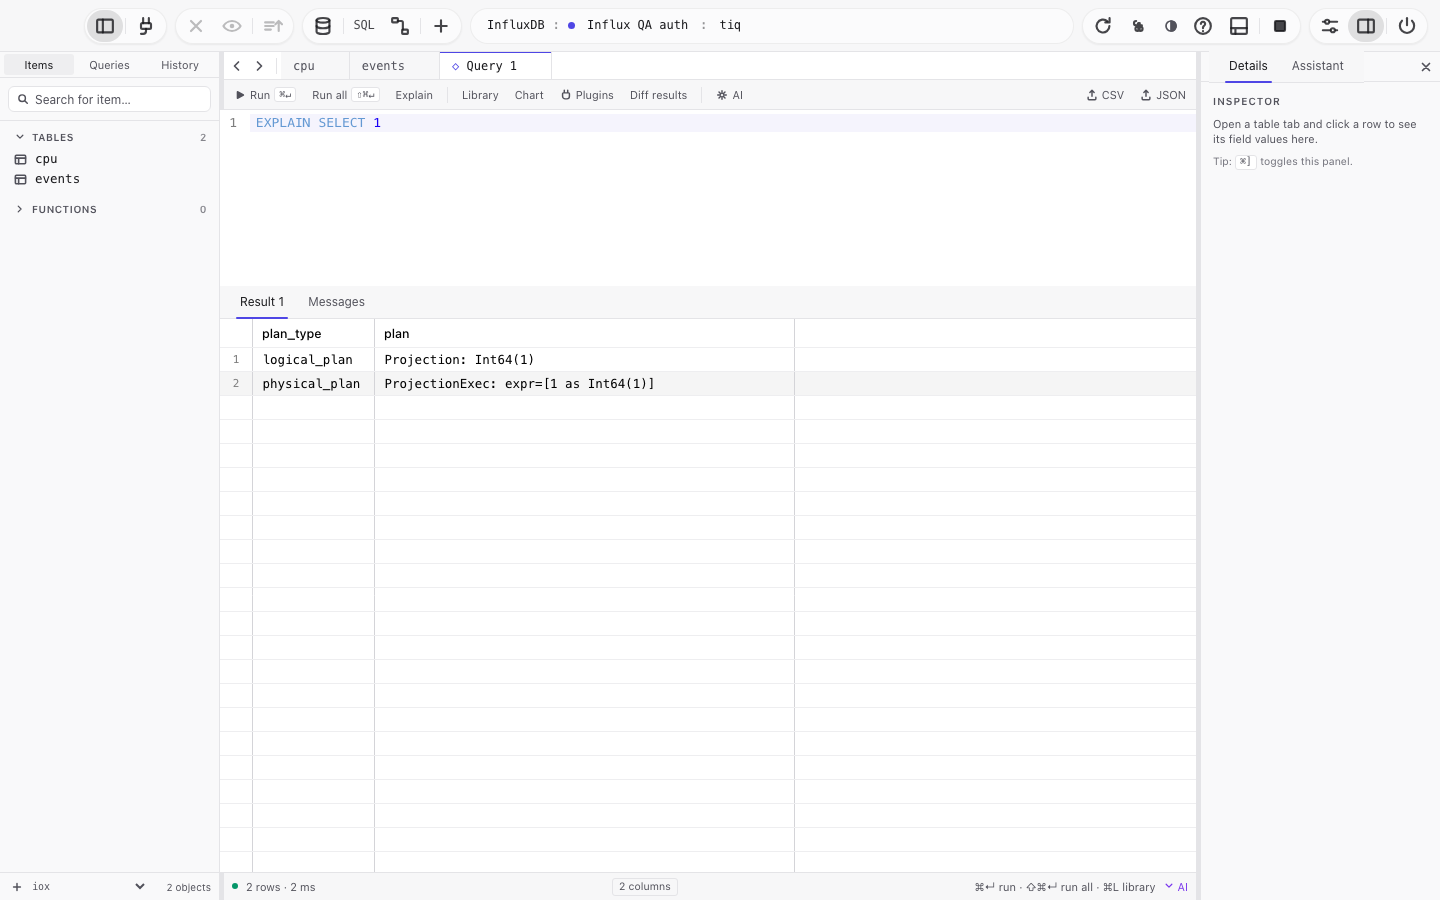 SQL
InfluxDB : Influx QA auth : tiq
Items Queries History
Search for item...
TABLES 2
cpu
events
FUNCTIONS 0
cpu events Query 1
Run ⌘↵ Run all ⇧⌘↵ Explain Library Chart Plugins Diff results AI CSV JSON
1 EXPLAIN SELECT 1
Result 1 Messages
plan_type plan
1 logical_plan Projection: Int64(1)
2 physical_plan ProjectionExec: expr=[1 as Int64(1)]
Details Assistant
INSPECTOR
Open a table tab and click a row to see
its field values here.
Tip: ⌘] toggles this panel.
iox 2 objects
2 rows · 2 ms 2 columns ⌘↵ run · ⇧⌘↵ run all · ⌘L library AI